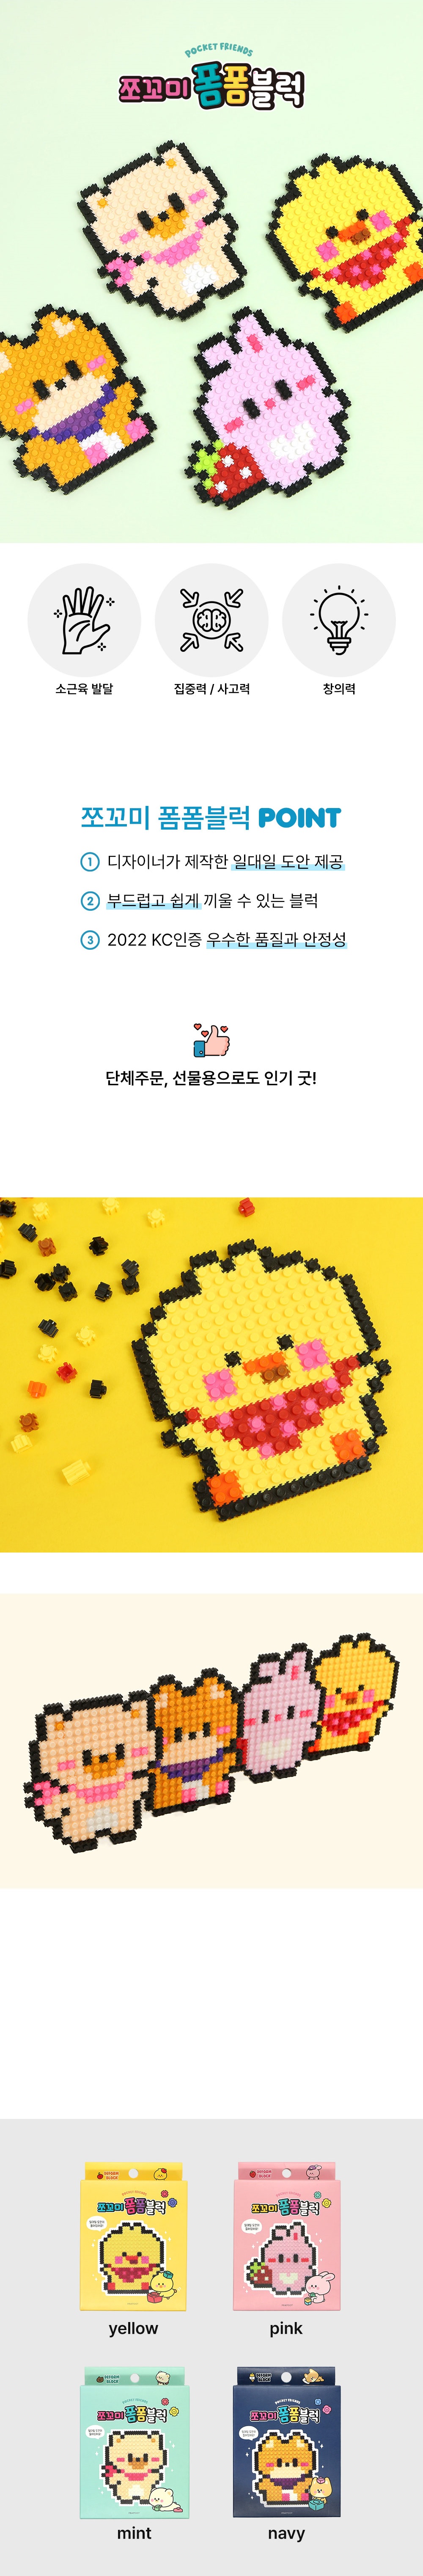 POCKET FRIENDS
쪼꼬미 폼폼블럭
소근육 발달
집중력 / 사고력
창의력
쪼꼬미 폼폼블럭 POINT
1 디자이너가 제작한 일대일 도안 제공
2 부드럽고 쉽게 끼울 수 있는 블럭
3 2022 KC인증 우수한 품질과 안정성
단체주문, 선물용으로도 인기 굿!
쪼꼬미 폼폼블럭
yellow
쪼꼬미 폼폼블럭
pink
POCKET FRIENDS
쪼꼬미 폼폼블럭
mint
POCKET FRIENDS
쪼꼬미 폼폼블럭
navy